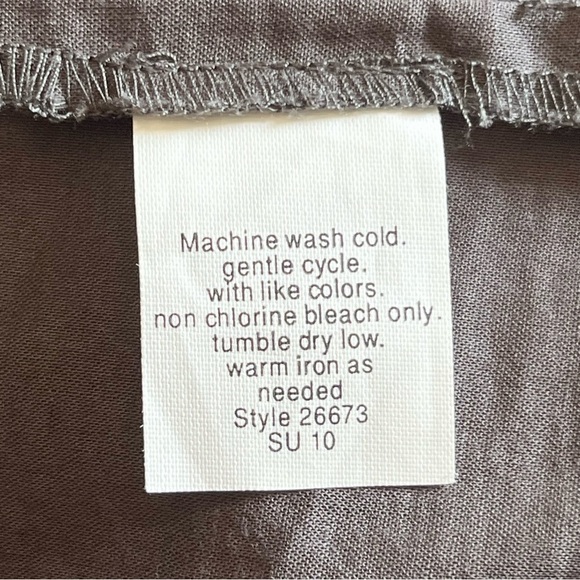 Machine wash cold.
gentle cycle.
with like colors.
non chlorine bleach only.
tumble dry low.
warm iron as
needed
Style 26673
SU 10